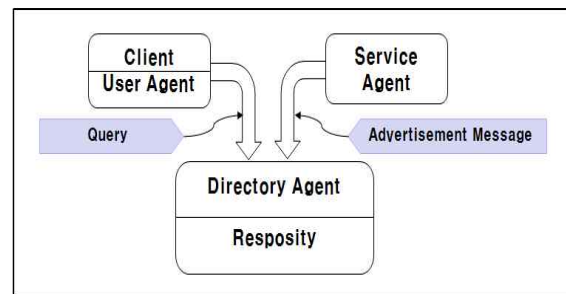 Client
User Agent
Service
Agent
Query
Advertisement Message
Directory Agent
Resposity